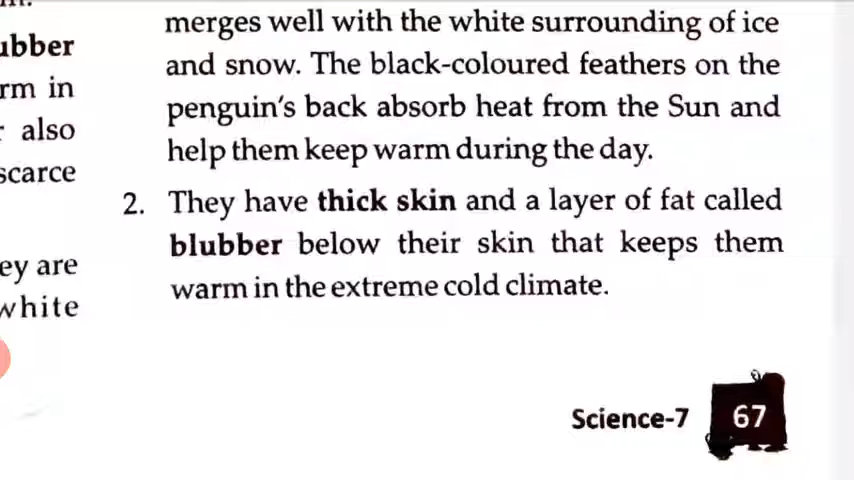 ubber
rm in
also
scarce
ey are
white
merges well with the white surrounding of ice
and snow. The black-coloured feathers on the
penguin's back absorb heat from the Sun and
help them keep warm during the day.
2. They have thick skin and a layer of fat called
blubber below their skin that keeps them
warm in the extreme cold climate.
Science-7 67